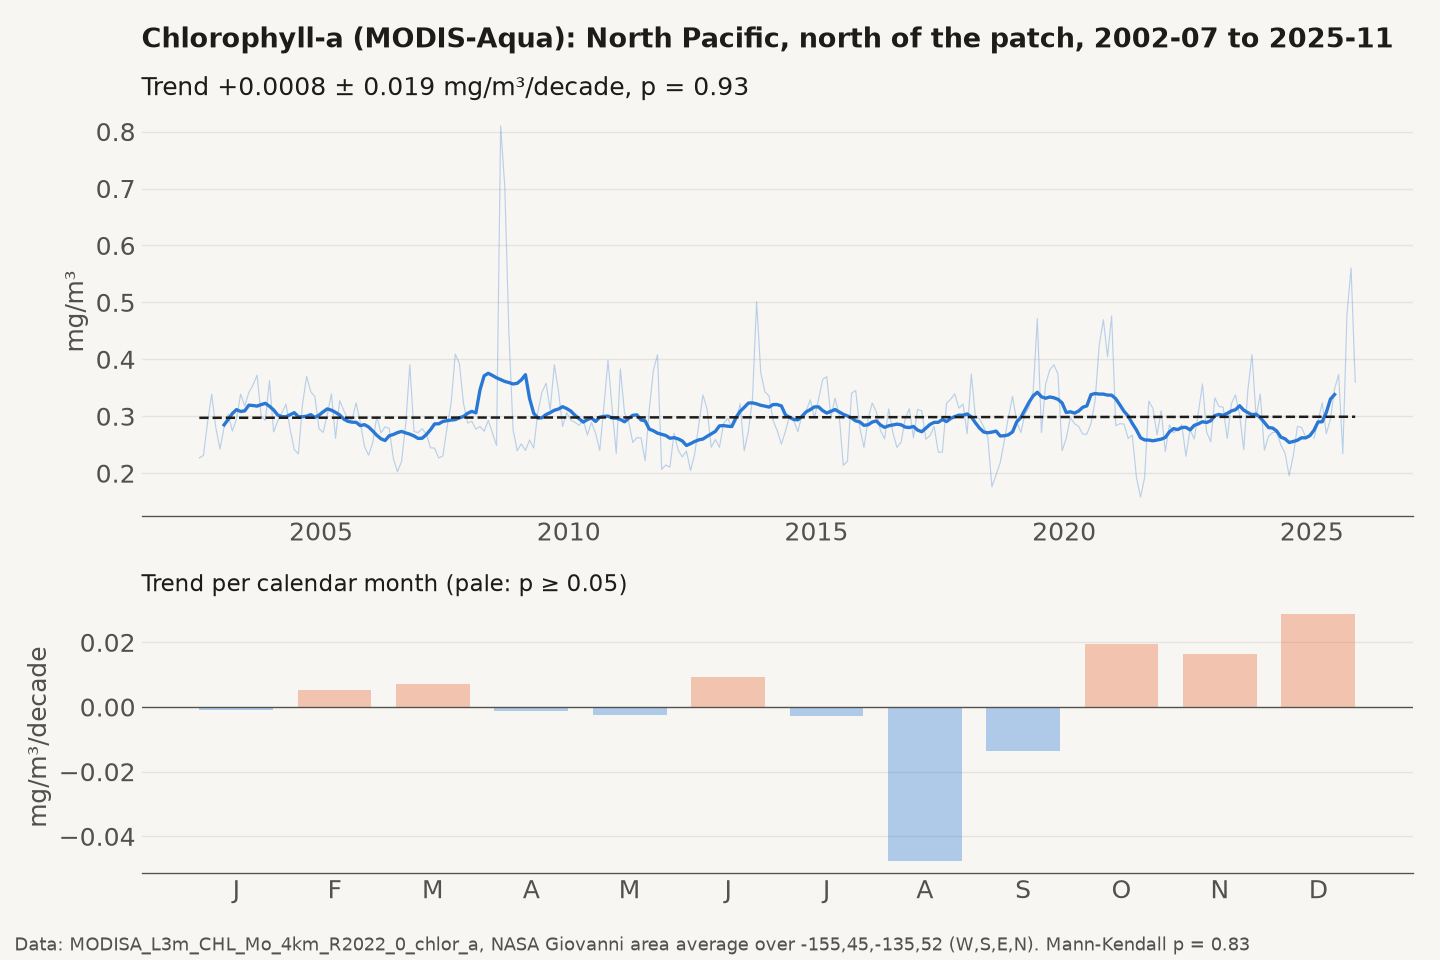 Chlorophyll-a (MODIS-Aqua): North Pacific, north of the patch, 2002-07 to 2025-11
Trend +0.0008 ± 0.019 mg/m³/decade, p = 0.93
mg/m³
0.8
0.7
0.6
0.5
0.4
0.3
0.2
2005 2010 2015 2020 2025
Trend per calendar month (pale: p ≥ 0.05)
mg/m³/decade
0.02
0.00
−0.02
−0.04
J F M A M J J A S O N D
Data: MODISA_L3m_CHL_Mo_4km_R2022_0_chlor_a, NASA Giovanni area average over -155,45,-135,52 (W,S,E,N). Mann-Kendall p = 0.83